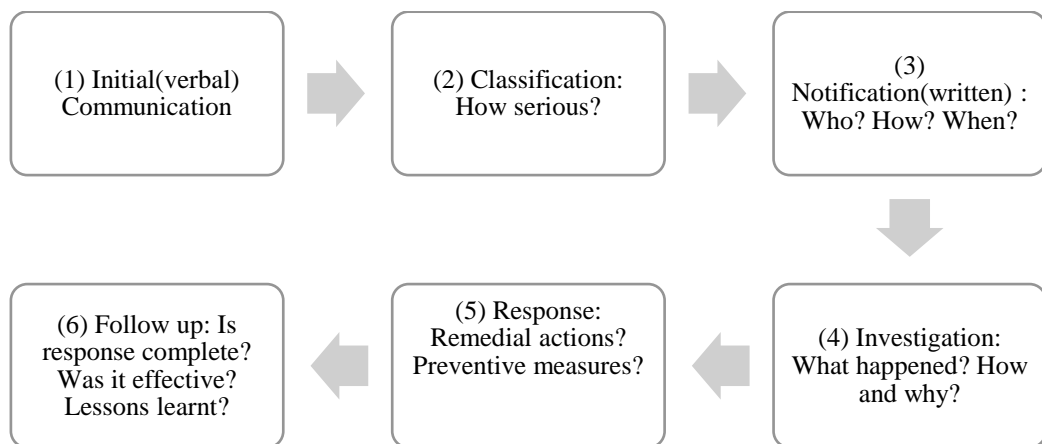 (1) Initial(verbal)
Communication
(2) Classification:
How serious?
(3)
Notification(written) :
Who? How? When?
(4) Investigation:
What happened? How
and why?
(5) Response:
Remedial actions?
Preventive measures?
(6) Follow up: Is
response complete?
Was it effective?
Lessons learnt?